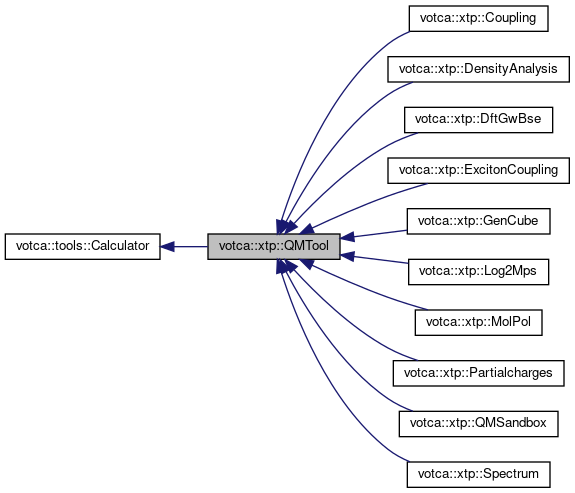 votca::xtp::Coupling
votca::xtp::DensityAnalysis
votca::xtp::DftGwBse
votca::xtp::ExcitonCoupling
votca::xtp::GenCube
votca::tools::Calculator
votca::xtp::QMTool
votca::xtp::Log2Mps
votca::xtp::MolPol
votca::xtp::Partialcharges
votca::xtp::QMSandbox
votca::xtp::Spectrum